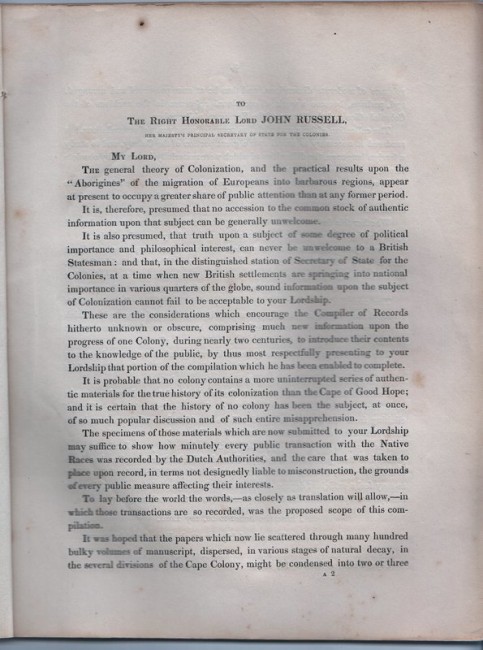 TO
THE RIGHT HONORABLE LORD JOHN RUSSELL,
HER MAJESTY'S PRINCIPAL SECRETARY OF STATE FOR THE COLONIES.
MY LORD,
THE general theory of Colonization, and the practical results upon the
"Aborigines" of the migration of Europeans into barbarous regions, appear
at present to occupy a greater share of public attention than at any former period.
It is, therefore, presumed that no accession to the common stock of authentic
information upon that subject can be generally unwelcome.
It is also presumed, that truth upon a subject of some degree of political
importance and philosophical interest, can never be unwelcome to a British
Statesman: and that, in the distinguished station of Secretary of State for the
Colonies, at a time when new British settlements are springing into national
importance in various quarters of the globe, sound information upon the subject
of Colonization cannot fail to be acceptable to your Lordship.
These are the considerations which encourage the Compiler of Records
hitherto unknown or obscure, comprising much new information upon the
progress of one Colony, during nearly two centuries, to introduce their contents
to the knowledge of the public, by thus most respectfully presenting to your
Lordship that portion of the compilation which he has been enabled to complete.
It is probable that no colony contains a more uninterrupted series of authen-
tic materials for the true history of its colonization than the Cape of Good Hope;
and it is certain that the history of no colony has been the subject, at once,
of so much popular discussion and of such entire misapprehension.
The specimens of those materials which are now submitted to your Lordship
may suffice to show how minutely every public transaction with the Native
Races was recorded by the Dutch Authorities, and the care that was taken to
place upon record, in terms not designedly liable to misconstruction, the grounds
of every public measure affecting their interests.
To lay before the world the words,—as closely as translation will allow,—in
which those transactions are so recorded, was the proposed scope of this com-
pilation.
It was hoped that the papers which now lie scattered through many hundred
bulky volumes of manuscript, dispersed, in various stages of natural decay, in
the several divisions of the Cape Colony, might be condensed into two or three
A 2